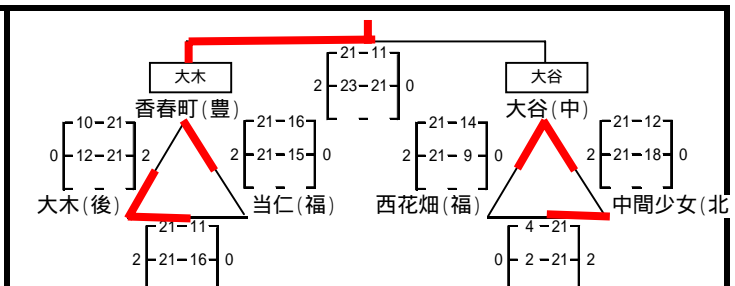 21-11
大木 2 23-21 0 大谷
-
香春町(豊) 大谷(中)
10-21 21-16 21-14 21-12
0 12-21 2 2 21-15 0 2 21-9 0 2 21-18 0
- - - -
大木(後) 当仁(福) 西花畑(福) 中間少女(北
21-11 4-21
2 21-16 0 0 2-21 2